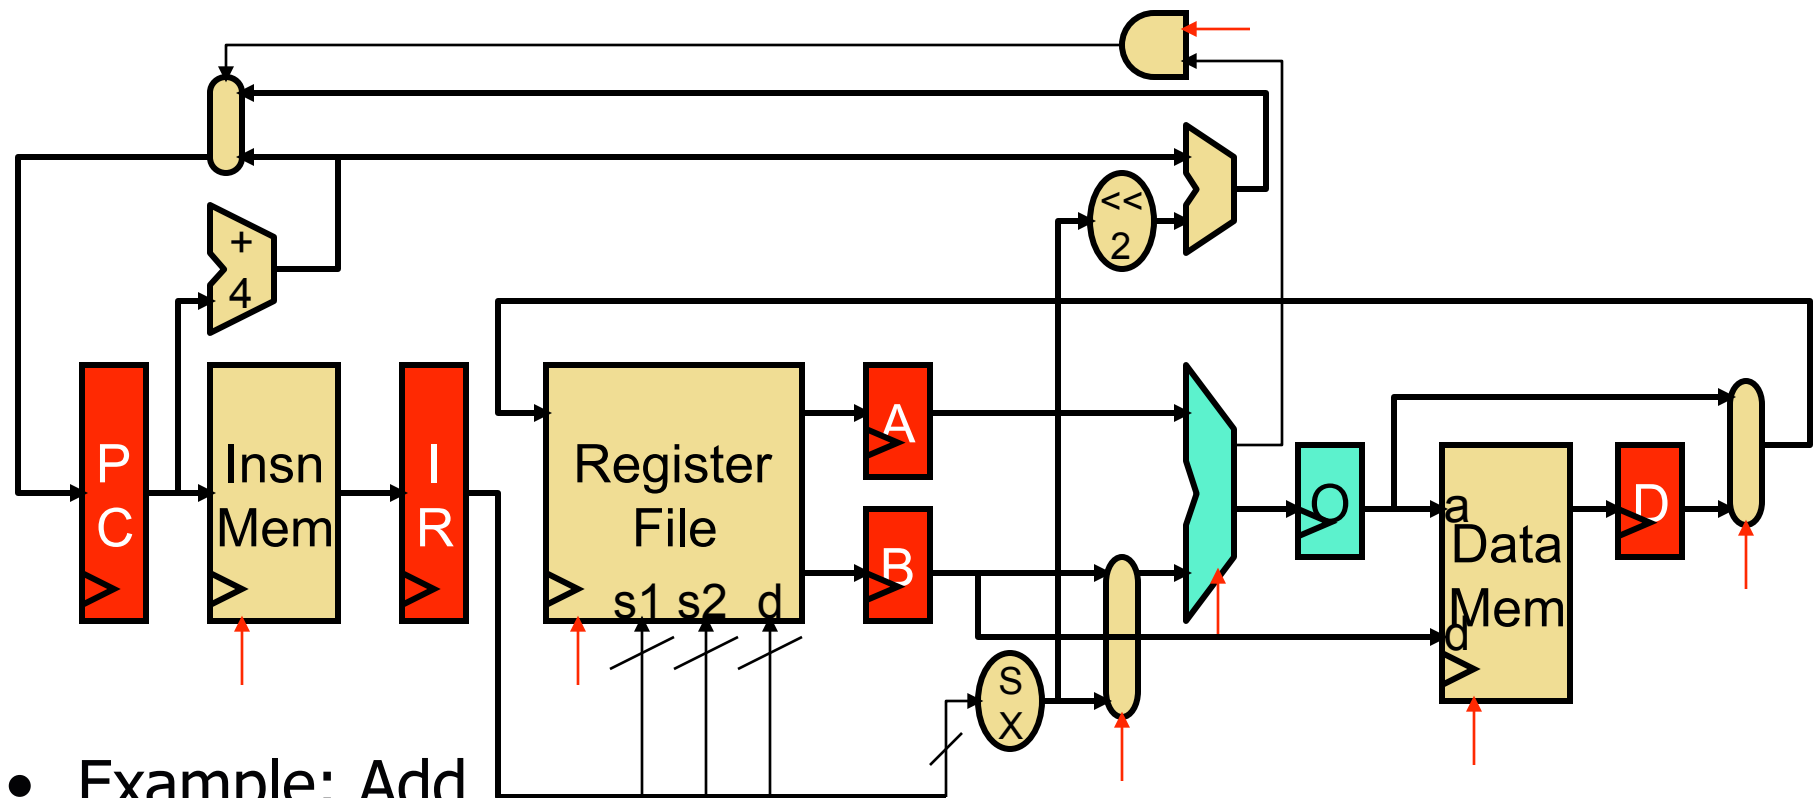 <<
2
+
4
P
C
Insn
Mem
I
R
Register
File
s1 s2 d
A
B
S
X
O
a
Data
Mem
d
D
• Example: Add